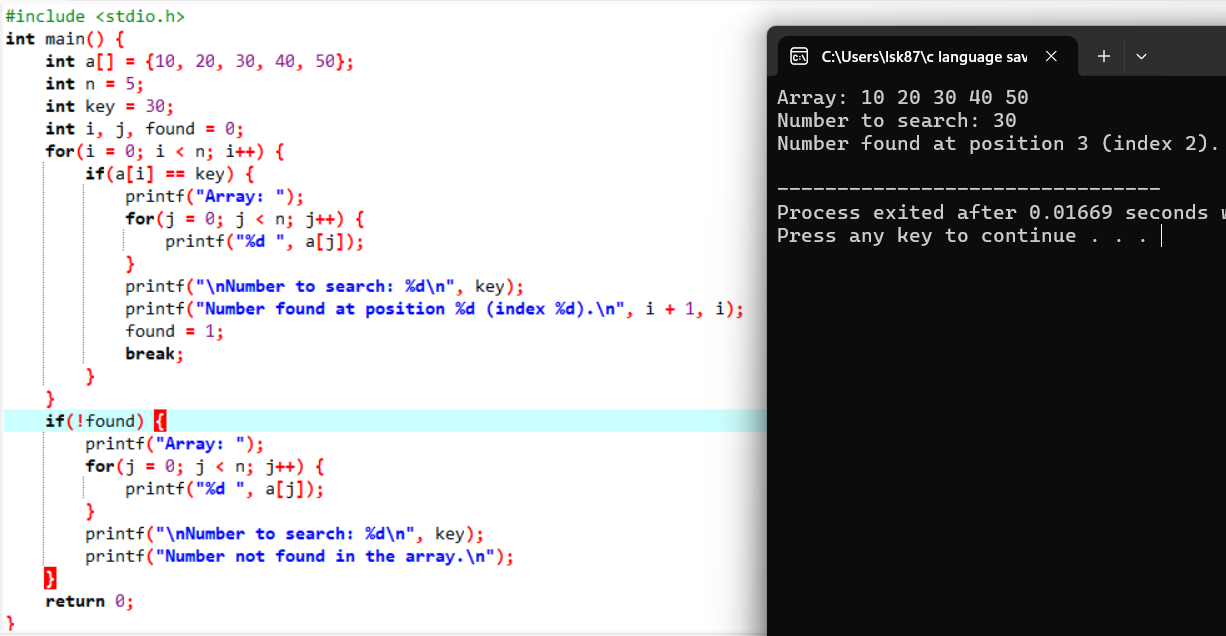 #include <stdio.h>
int main() {
    int a[] = {10, 20, 30, 40, 50};
    int n = 5;
    int key = 30;
    int i, j, found = 0;
    for(i = 0; i < n; i++) {
        if(a[i] == key) {
            printf("Array: ");
            for(j = 0; j < n; j++) {
                printf("%d ", a[j]);
            }
            printf("\nNumber to search: %d\n", key);
            printf("Number found at position %d (index %d).\n", i + 1, i);
            found = 1;
            break;
        }
    }
    if(!found) {
        printf("Array: ");
        for(j = 0; j < n; j++) {
            printf("%d ", a[j]);
        }
        printf("\nNumber to search: %d\n", key);
        printf("Number not found in the array.\n");
    }
    return 0;
}
C:\Users\lsk87\c language sav
Array: 10 20 30 40 50
Number to search: 30
Number found at position 3 (index 2).
--------------------------------
Process exited after 0.01669 seconds w
Press any key to continue . . .